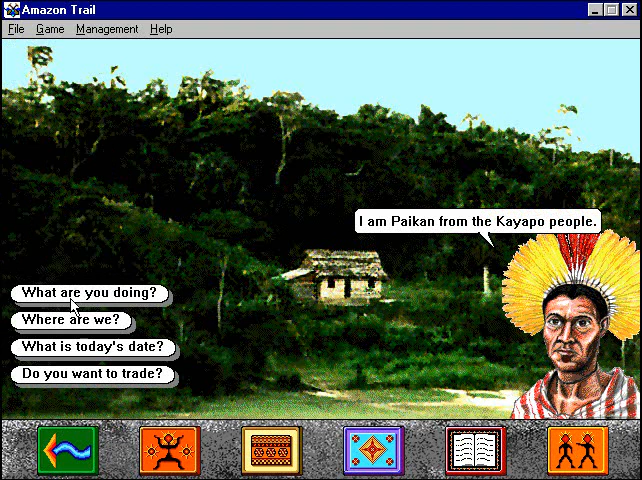 Amazon Trail
File Game Management Help
I am Paikan from the Kayapo people.
What are you doing?
Where are we?
What is today's date?
Do you want to trade?